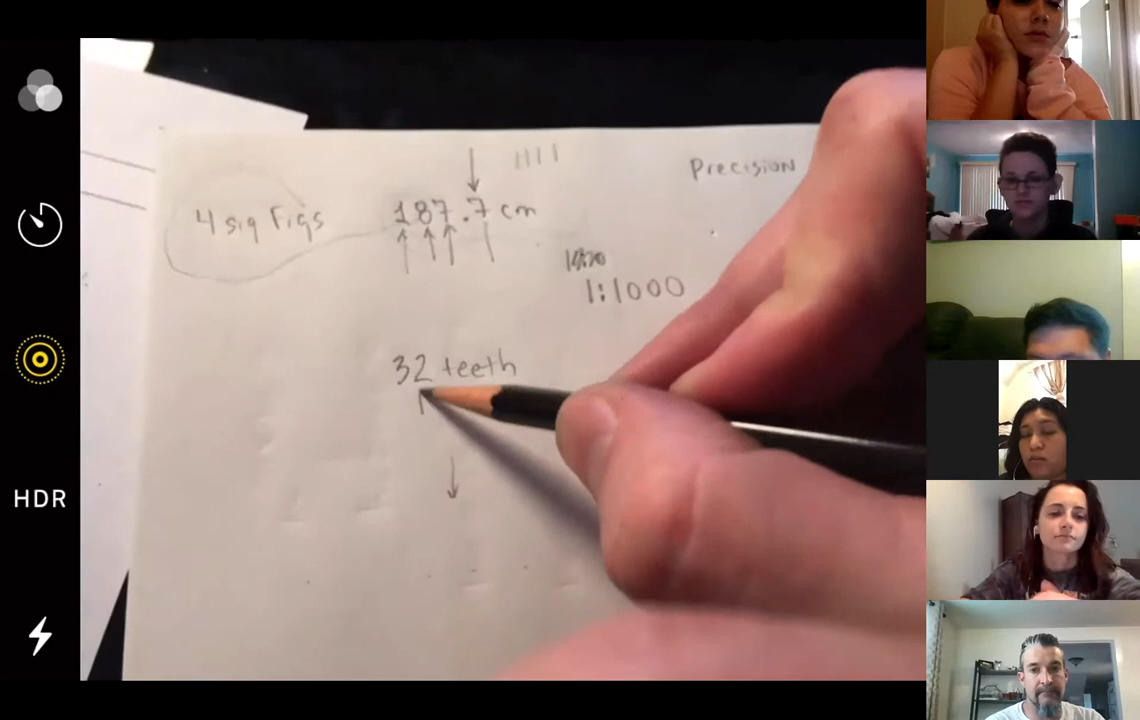 HDR
Precision
4 sig Figs
187.7 cm
1:1000
32 teeth